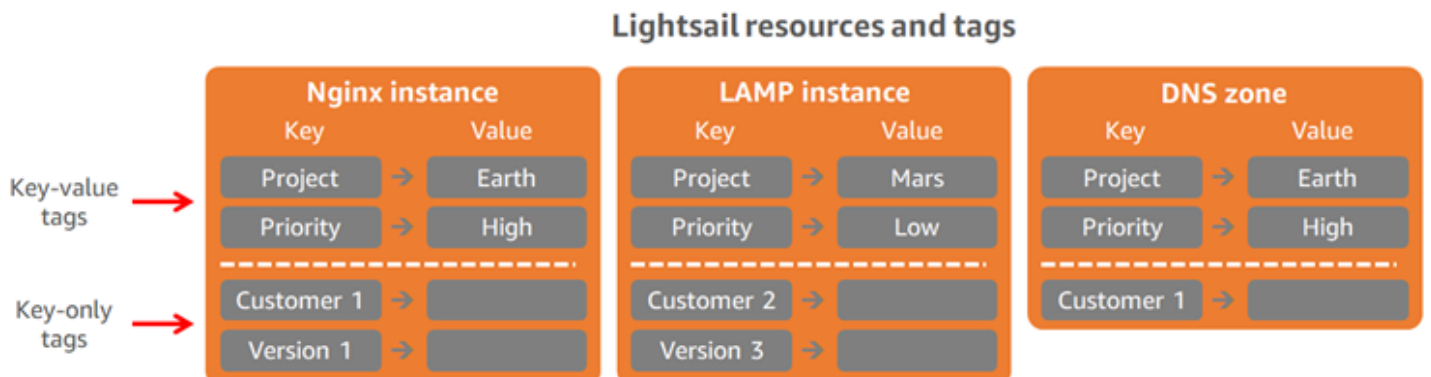 Lightsail resources and tags
Nginx instance
Key Value
Project → Earth
Priority → High
Customer 1 →
Version 1 →
LAMP instance
Key Value
Project → Mars
Priority → Low
Customer 2 →
Version 3 →
DNS zone
Key Value
Project → Earth
Priority → High
Customer 1 →
Key-value
tags
Key-only
tags